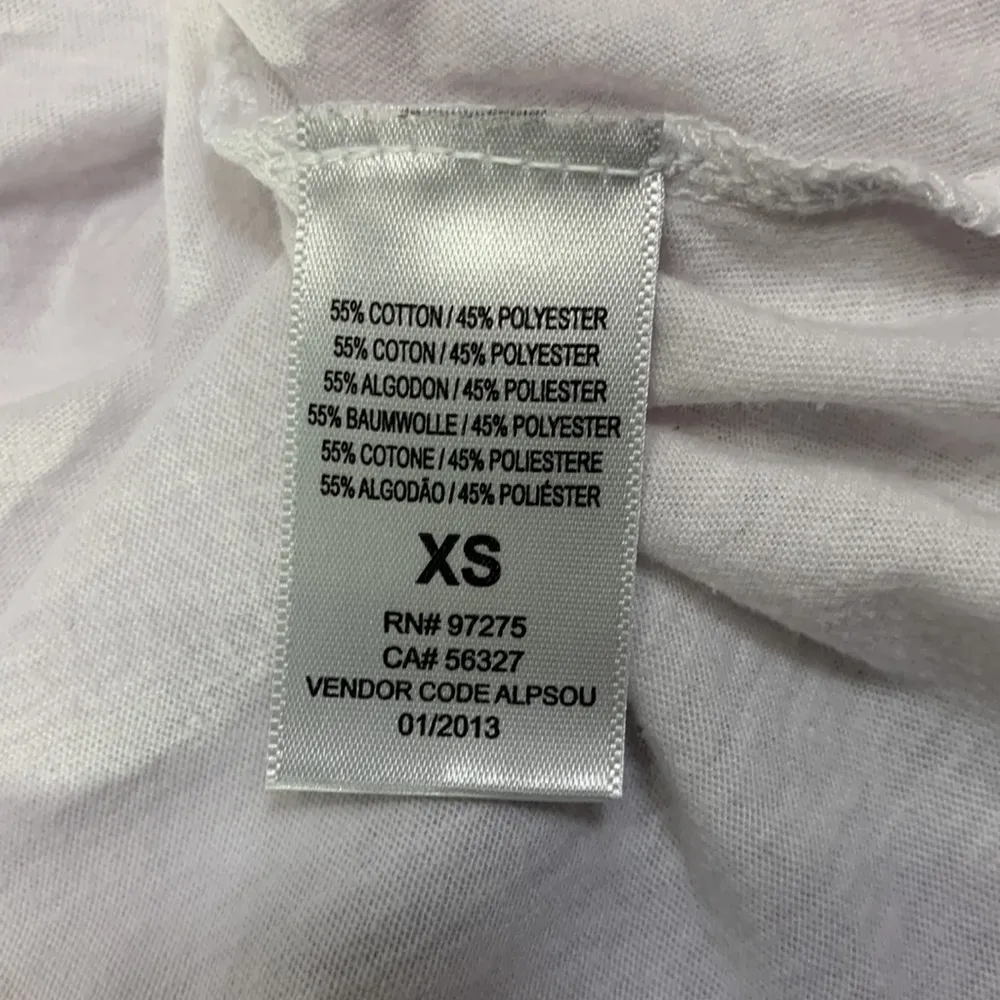 55% COTTON / 45% POLYESTER
55% COTON / 45% POLYESTER
55% ALGODON / 45% POLIESTER
55% BAUMWOLLE / 45% POLYESTER
55% COTONE / 45% POLIESTERE
55% ALGODÃO / 45% POLIÉSTER
XS
RN# 97275
CA# 56327
VENDOR CODE ALPSOU
01/2013